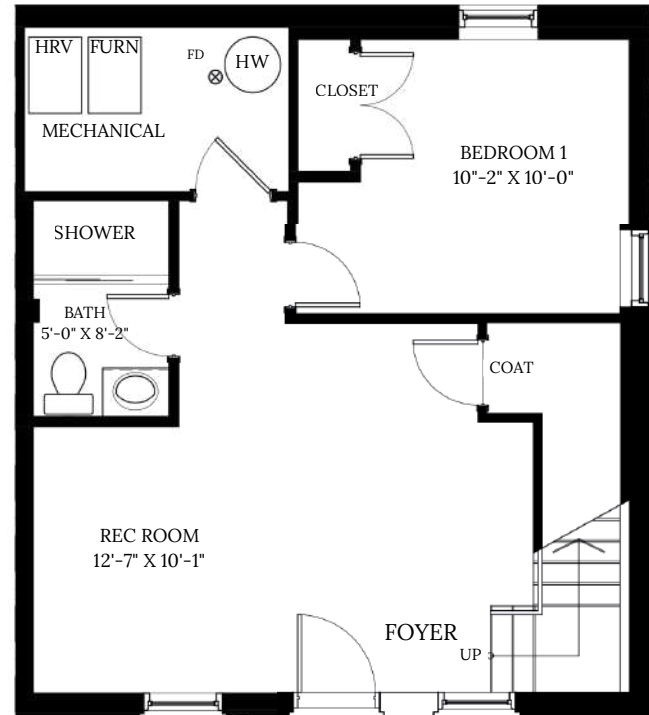 HRV FURN
FD
HW
MECHANICAL
CLOSET
BEDROOM 1
10"-2" X 10'-0"
SHOWER
BATH
5'-0" X 8'-2"
COAT
REC ROOM
12'-7" X 10'-1"
FOYER
UP